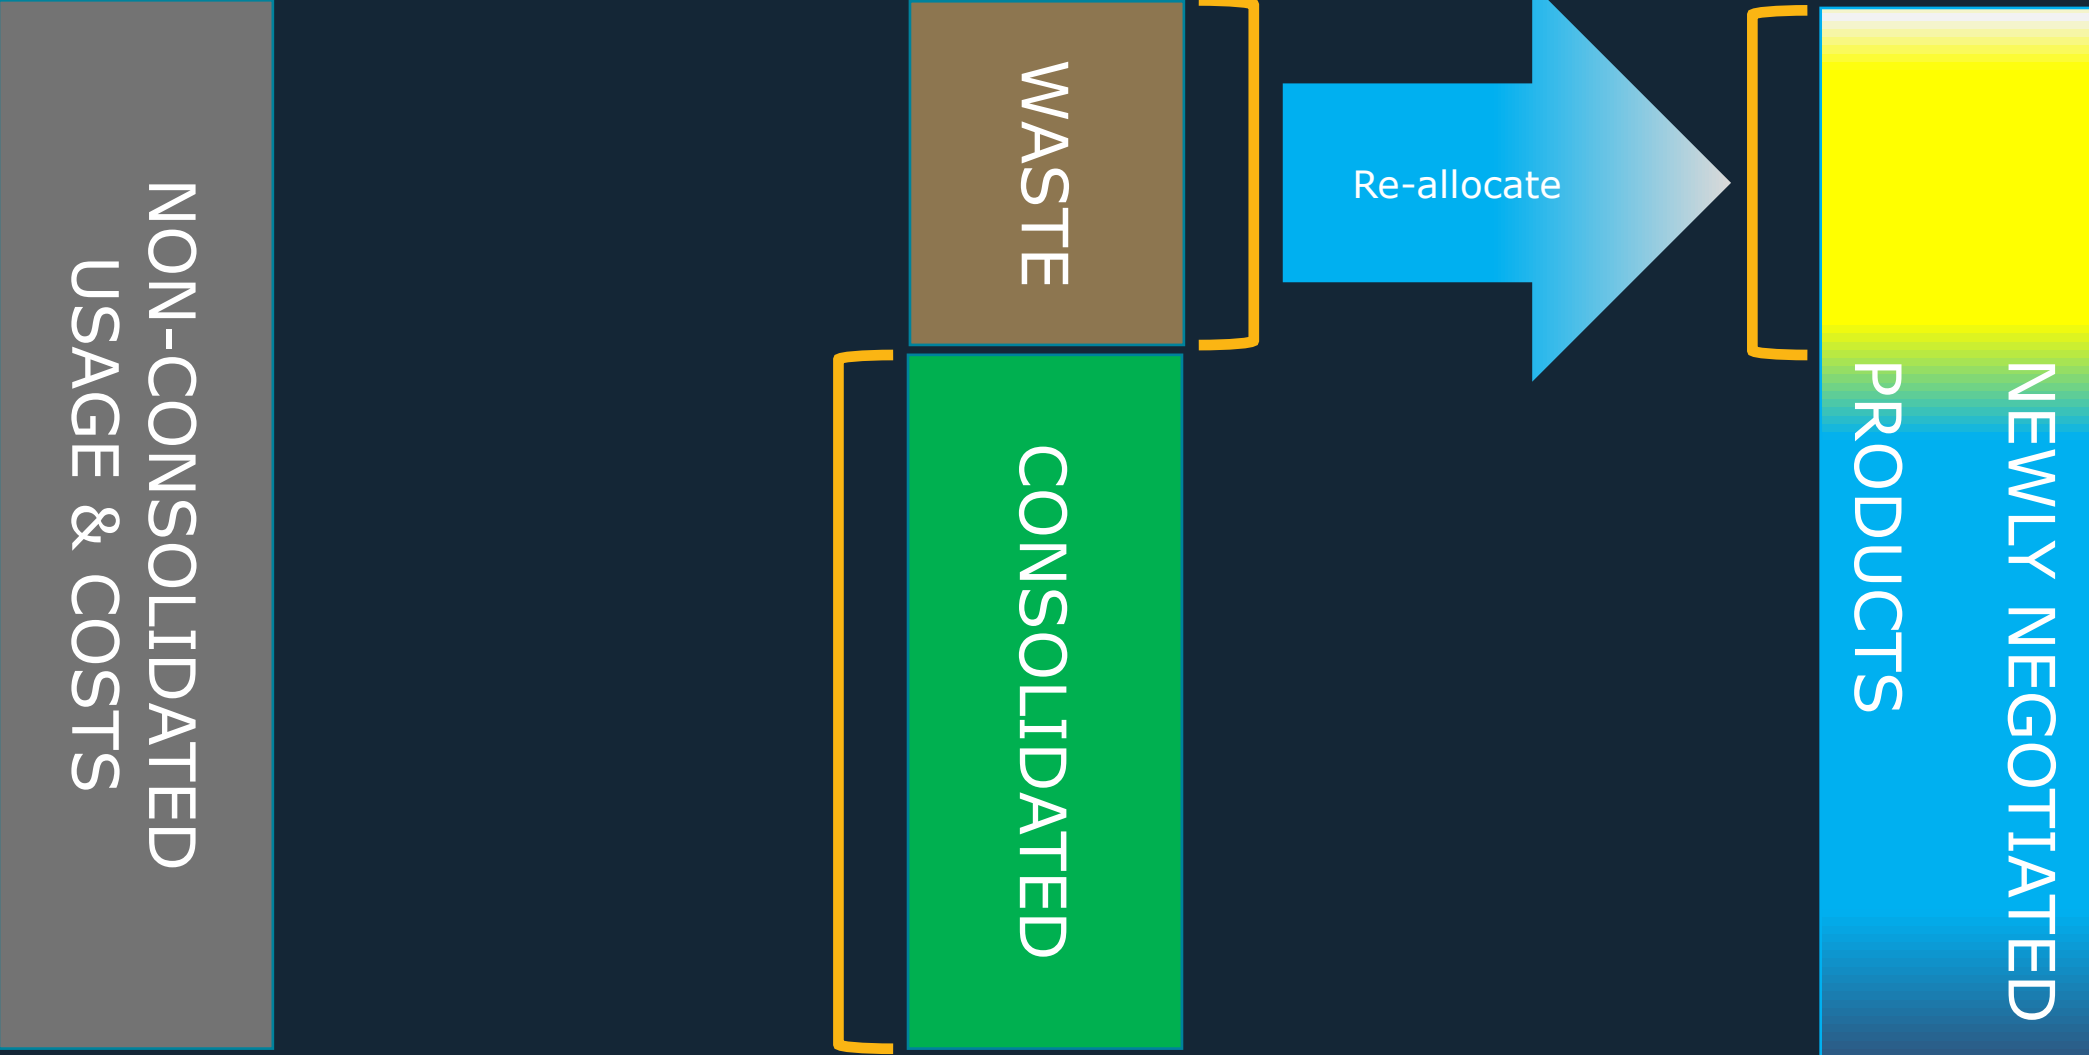 NON-CONSOLIDATED
USAGE & COSTS
WASTE
CONSOLIDATED
Re-allocate
NEWLY NEGOTIATED
PRODUCTS